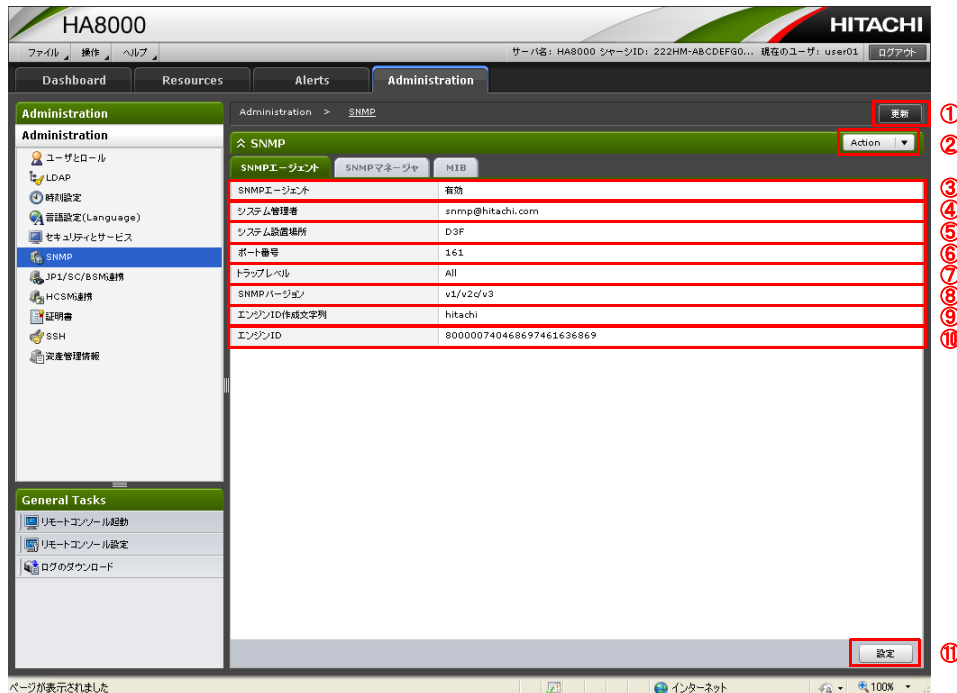 HA8000
HITACHI
ファイル 操作 ヘルプ
サーバ名: HA8000 シャーシID: 222HM-ABCDEFG0... 現在のユーザ: user01 ログアウト
Dashboard Resources Alerts Administration
Administration
Administration
ユーザとロール
LDAP
時刻設定
言語設定(Language)
セキュリティとサービス
SNMP
JP1/SC/BSM連携
HCSM連携
証明書
SSH
資産管理情報
General Tasks
リモートコンソール起動
リモートコンソール設定
ログのダウンロード
Administration > SNMP
更新 ①
SNMP
Action ②
SNMPエージェント SNMPマネージャ MIB
SNMPエージェント 有効 ③
システム管理者 snmp@hitachi.com ④
システム設置場所 D3F ⑤
ポート番号 161 ⑥
トラップレベル All ⑦
SNMPバージョン v1/v2c/v3 ⑧
エンジンID作成文字列 hitachi ⑨
エンジンID 800000740468697461636869 ⑩
設定 ⑪
ページが表示されました
インターネット
100%